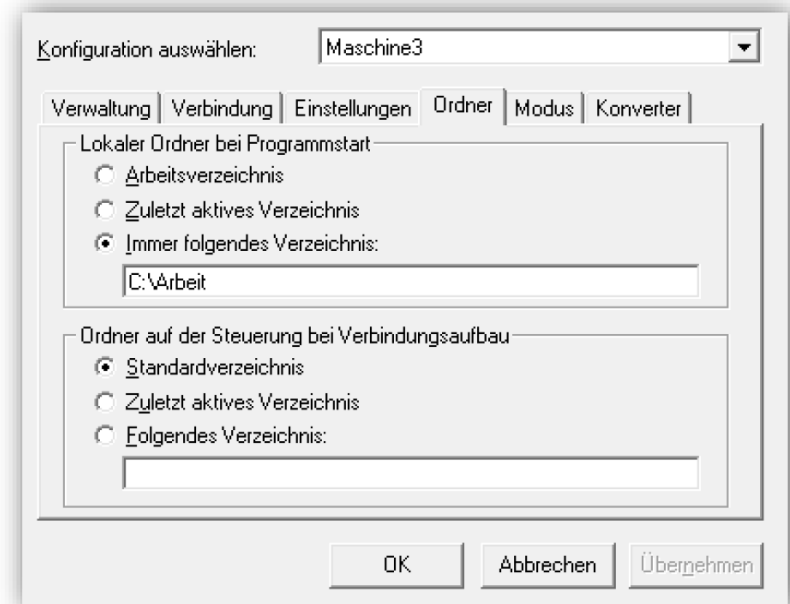 Konfiguration auswählen: Maschine3
Verwaltung Verbindung Einstellungen Ordner Modus Konverter
Lokaler Ordner bei Programmstart
Arbeitsverzeichnis
Zuletzt aktives Verzeichnis
Immer folgendes Verzeichnis:
C:\Arbeit
Ordner auf der Steuerung bei Verbindungsaufbau
Standardverzeichnis
Zuletzt aktives Verzeichnis
Folgendes Verzeichnis:
OK Abbrechen Übernehmen